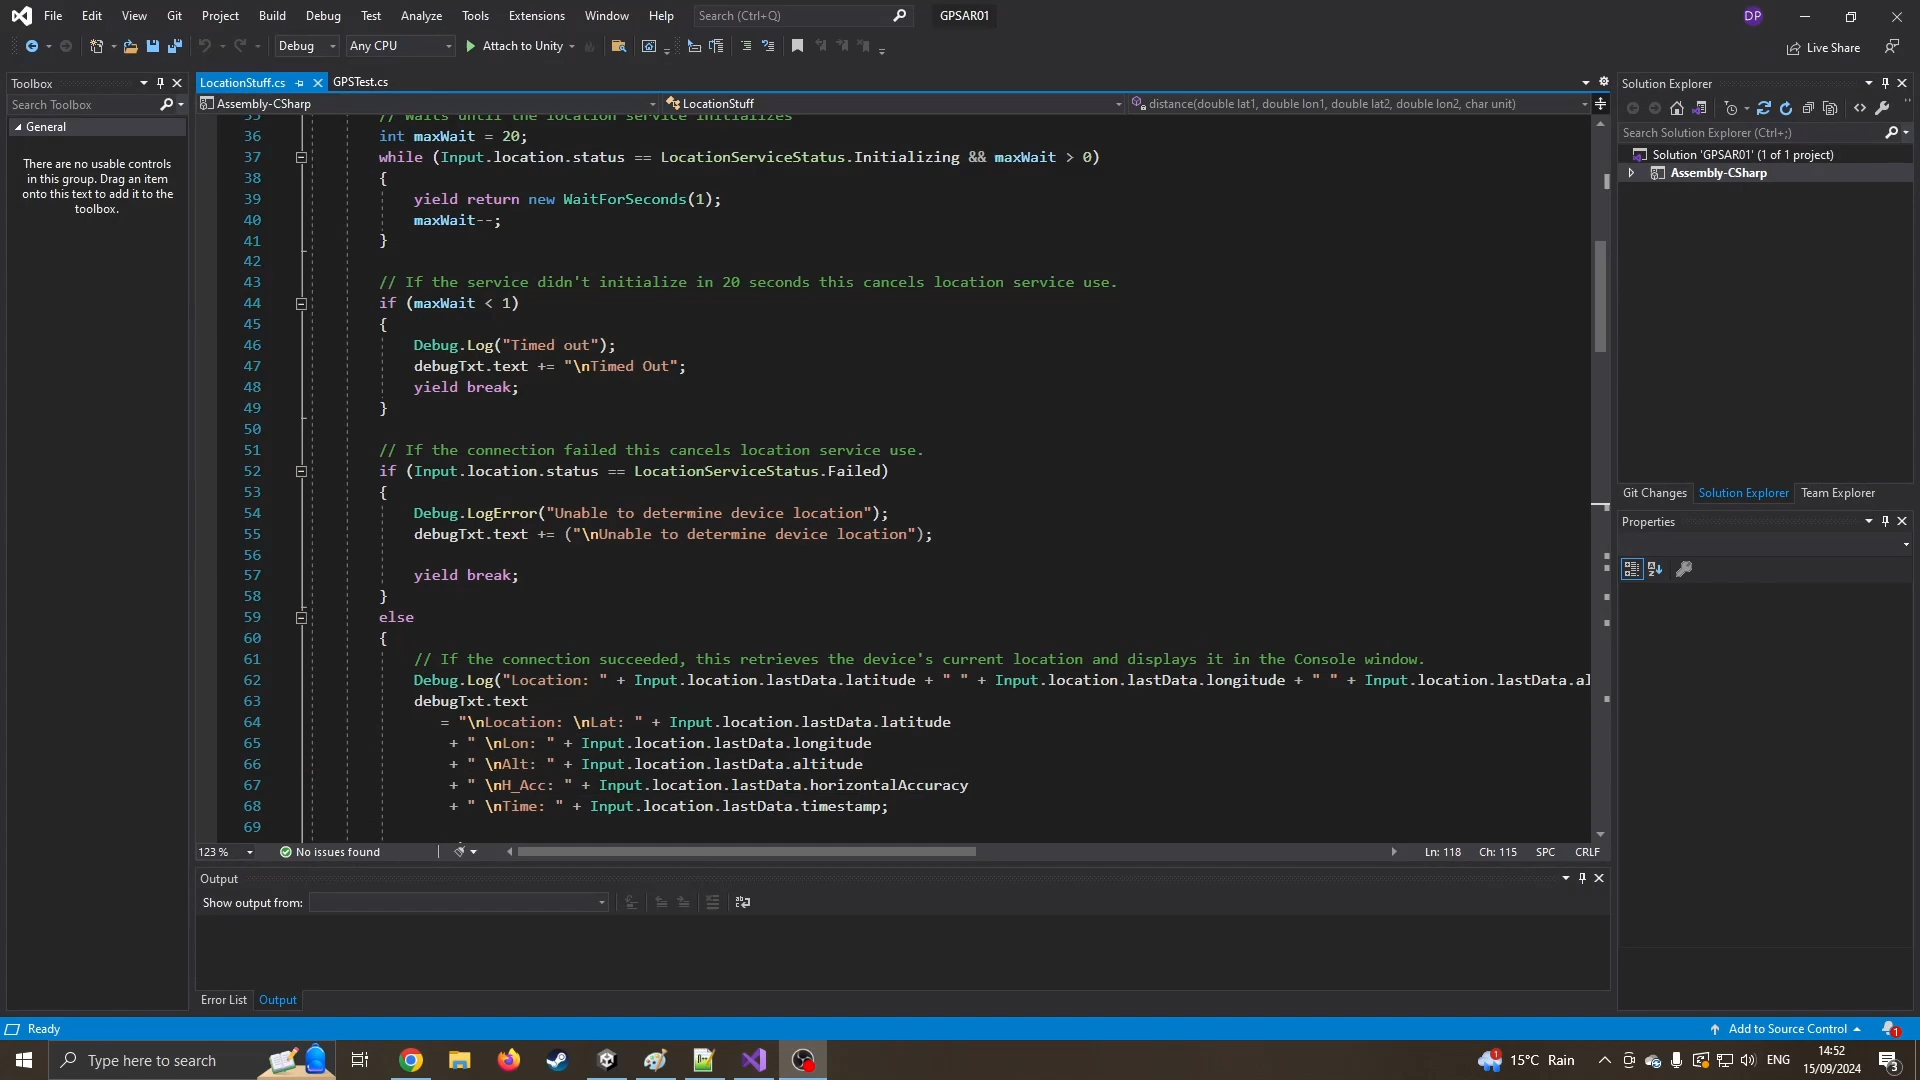 File Edit View Git Project Build Debug Test Analyze Tools Extensions Window Help Search (Ctrl+Q) GPSAR01 DP
Debug Any CPU Attach to Unity Live Share
Toolbox
Search Toolbox
General
There are no usable controls
in this group. Drag an item
onto this text to add it to the
toolbox.
LocationStuff.cs GPSTest.cs
Assembly-CSharp LocationStuff distance(double lat1, double lon1, double lat2, double lon2, char unit)
35 // Waits until the location service initializes
36 int maxWait = 20;
37 while (Input.location.status == LocationServiceStatus.Initializing && maxWait > 0)
38 {
39 yield return new WaitForSeconds(1);
40 maxWait--;
41 }
42
43 // If the service didn't initialize in 20 seconds this cancels location service use.
44 if (maxWait < 1)
45 {
46 Debug.Log("Timed out");
47 debugTxt.text += "\nTimed Out";
48 yield break;
49 }
50
51 // If the connection failed this cancels location service use.
52 if (Input.location.status == LocationServiceStatus.Failed)
53 {
54 Debug.LogError("Unable to determine device location");
55 debugTxt.text += ("\nUnable to determine device location");
56
57 yield break;
58 }
59 else
60 {
61 // If the connection succeeded, this retrieves the device's current location and displays it in the Console window.
62 Debug.Log("Location: " + Input.location.lastData.latitude + " " + Input.location.lastData.longitude + " " + Input.location.lastData.al
63 debugTxt.text
64 = "\nLocation: \nLat: " + Input.location.lastData.latitude
65 + " \nLon: " + Input.location.lastData.longitude
66 + " \nAlt: " + Input.location.lastData.altitude
67 + " \nH_Acc: " + Input.location.lastData.horizontalAccuracy
68 + " \nTime: " + Input.location.lastData.timestamp;
69
123 % No issues found Ln: 118 Ch: 115 SPC CRLF
Output
Show output from:
Error List Output
Solution Explorer
Search Solution Explorer (Ctrl+;)
Solution 'GPSAR01' (1 of 1 project)
Assembly-CSharp
Git Changes Solution Explorer Team Explorer
Properties
Ready Add to Source Control 1
Type here to search 1 15°C Rain ENG 14:52
15/09/2024 3